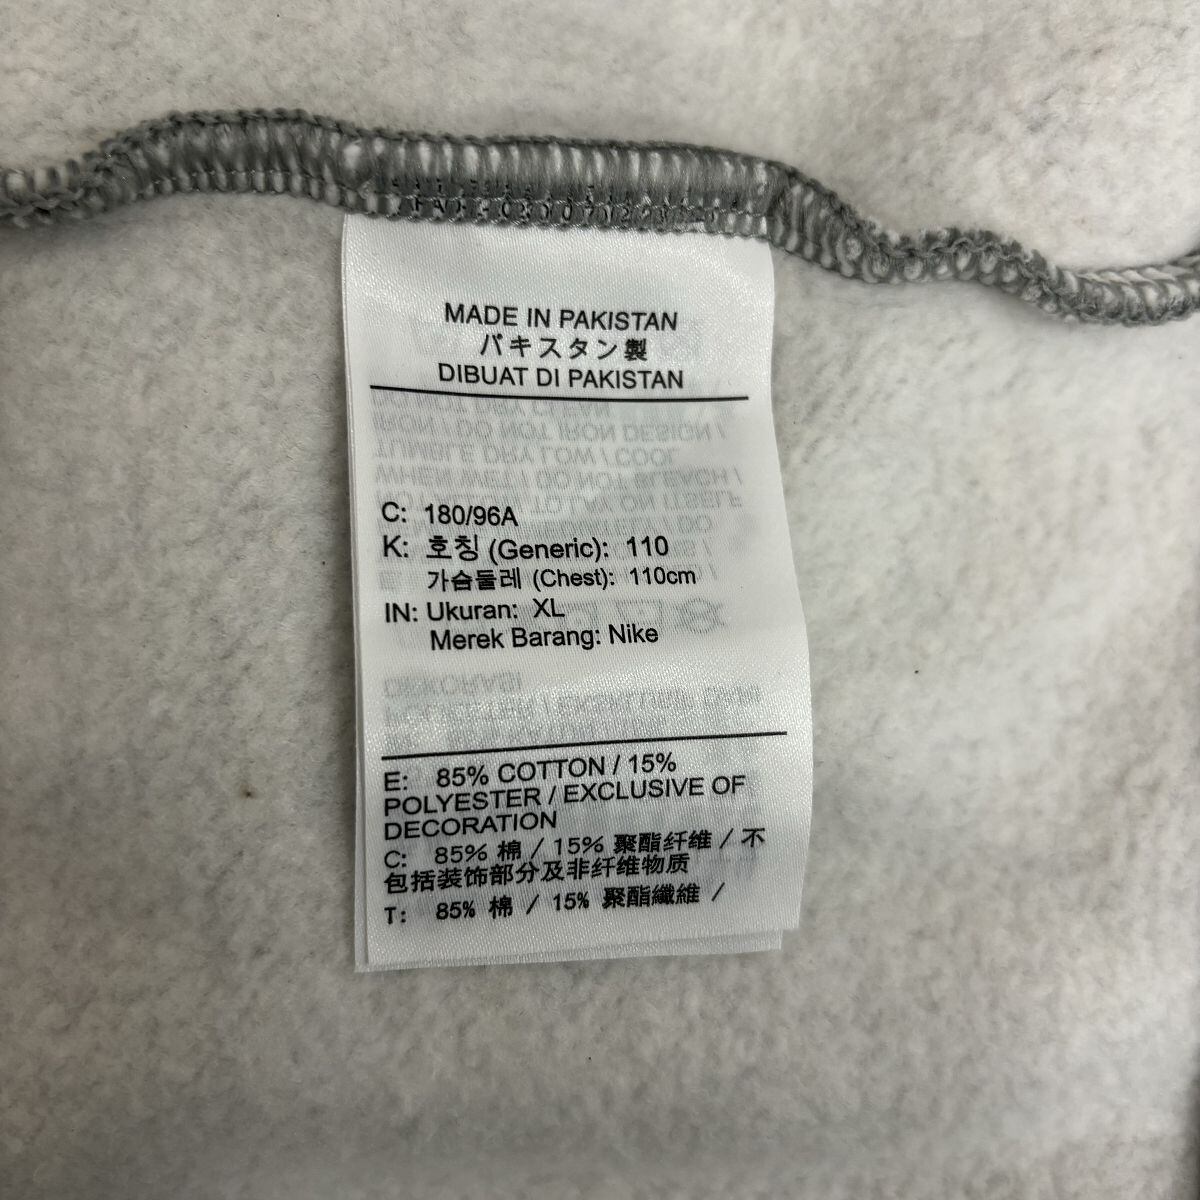 MADE IN PAKISTAN
パキスタン製
DIBUAT DI PAKISTAN
C: 180/96A
K: 호칭 (Generic): 110
가슴둘레 (Chest): 110cm
IN: Ukuran: XL
Merek Barang: Nike
E: 85% COTTON / 15%
POLYESTER / EXCLUSIVE OF
DECORATION
C: 85% 棉 / 15% 聚酯纤维 / 不
包括装饰部分及非纤维物质
T: 85% 棉 / 15% 聚酯纖維 /